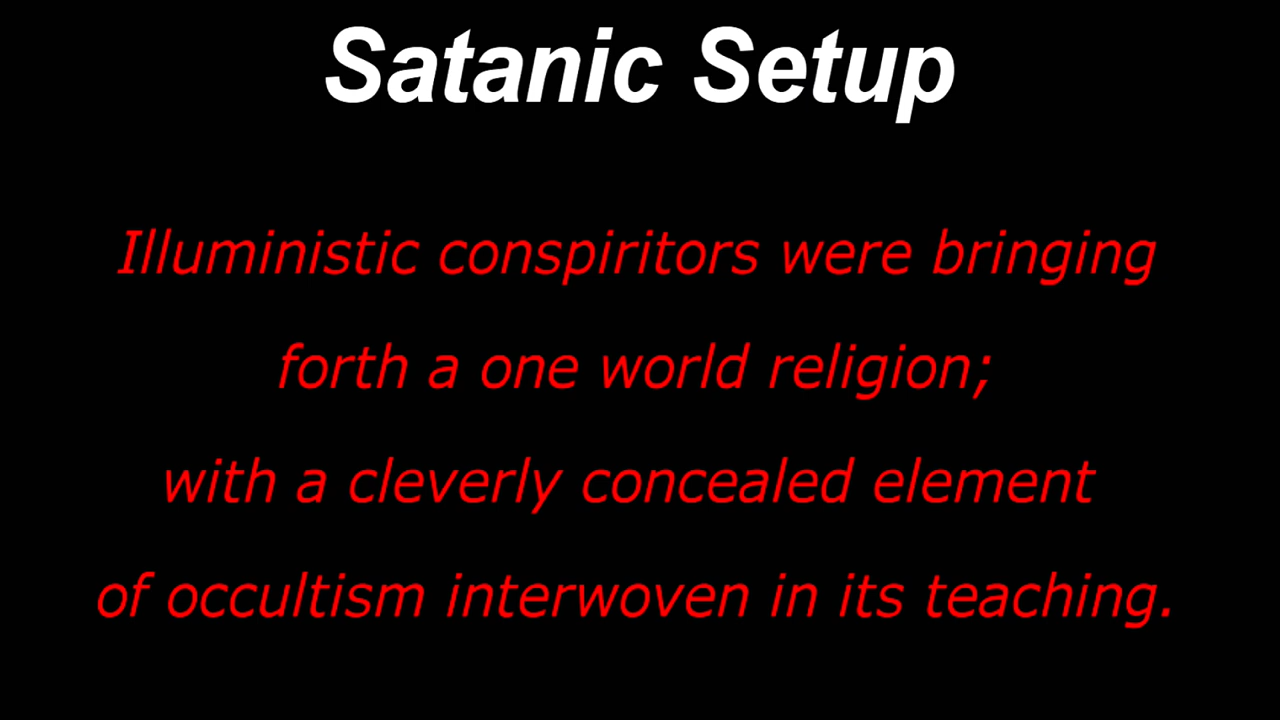 Satanic Setup
Illuministic conspiritors were bringing
forth a one world religion;
with a cleverly concealed element
of occultism interwoven in its teaching.